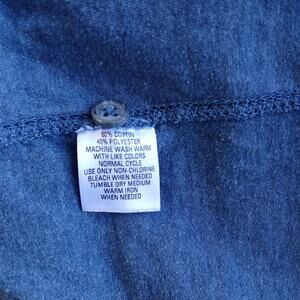 60% COTTON
40% POLYESTER
MACHINE WASH WARM
WITH LIKE COLORS
NORMAL CYCLE
USE ONLY NON-CHLORINE
BLEACH WHEN NEEDED
TUMBLE DRY MEDIUM
WARM IRON
WHEN NEEDED